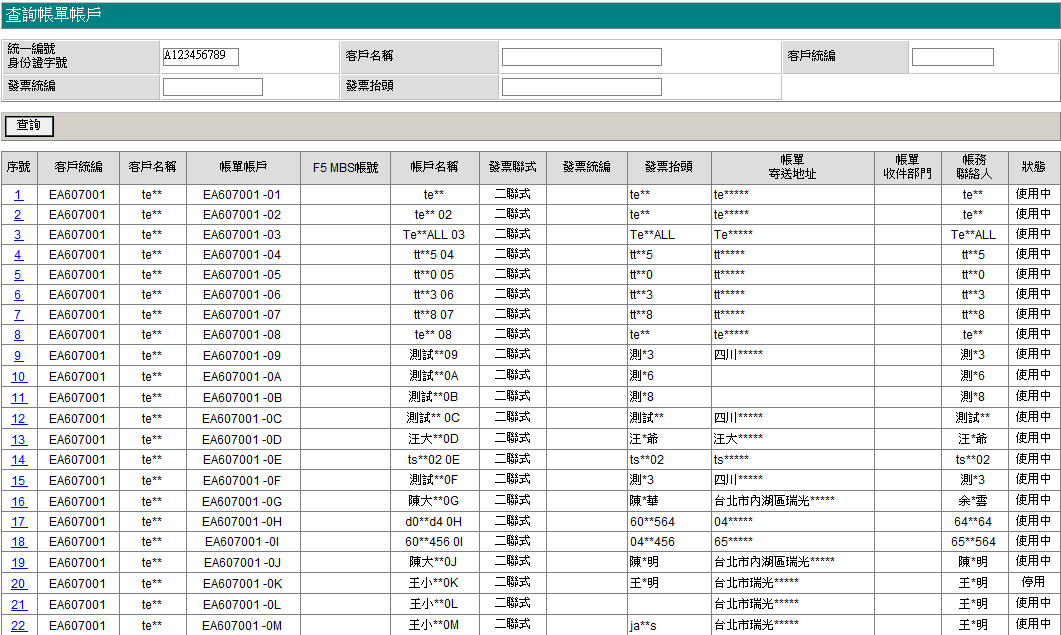 查詢帳單帳戶
統一編號
身份證字號 A123456789 客戶名稱 客戶統編
發票統編 發票抬頭
查詢
序號 客戶統編 客戶名稱 帳單帳戶 F5 MBS帳號 帳戶名稱 發票聯式 發票統編 發票抬頭 帳單寄送地址 帳單收件部門 帳務聯絡人 狀態
1 EA607001 te** EA607001 -01 te** 二聯式 te** te***** te** 使用中
2 EA607001 te** EA607001 -02 te** 02 二聯式 te** te***** te** 使用中
3 EA607001 te** EA607001 -03 Te**ALL 03 二聯式 Te**ALL Te***** Te**ALL 使用中
4 EA607001 te** EA607001 -04 tt**5 04 二聯式 tt**5 tt***** tt**5 使用中
5 EA607001 te** EA607001 -05 tt**0 05 二聯式 tt**0 tt***** tt**0 使用中
6 EA607001 te** EA607001 -06 tt**3 06 二聯式 tt**3 tt***** tt**3 使用中
7 EA607001 te** EA607001 -07 tt**8 07 二聯式 tt**8 tt***** tt**8 使用中
8 EA607001 te** EA607001 -08 te** 08 二聯式 te** te***** te** 使用中
9 EA607001 te** EA607001 -09 測試**09 二聯式 測*3 四川***** 測*3 使用中
10 EA607001 te** EA607001 -0A 測試**0A 二聯式 測*6 測*6 使用中
11 EA607001 te** EA607001 -0B 測試**0B 二聯式 測*8 測*8 使用中
12 EA607001 te** EA607001 -0C 測試** 0C 二聯式 測試** 四川***** 測試** 使用中
13 EA607001 te** EA607001 -0D 汪大**0D 二聯式 汪*爺 汪大***** 汪*爺 使用中
14 EA607001 te** EA607001 -0E ts**02 0E 二聯式 ts**02 ts***** ts**02 使用中
15 EA607001 te** EA607001 -0F 測試**0F 二聯式 測*3 四川***** 測*3 使用中
16 EA607001 te** EA607001 -0G 陳大**0G 二聯式 陳*華 台北市內湖區瑞光***** 余*雲 使用中
17 EA607001 te** EA607001 -0H d0**d4 0H 二聯式 60**564 04***** 64**64 使用中
18 EA607001 te** EA607001 -0I 60**456 0I 二聯式 04**456 65***** 65**564 使用中
19 EA607001 te** EA607001 -0J 陳大**0J 二聯式 陳*明 台北市內湖區瑞光***** 陳*明 使用中
20 EA607001 te** EA607001 -0K 王小**0K 二聯式 王*明 台北市瑞光***** 王*明 停用
21 EA607001 te** EA607001 -0L 王小**0L 二聯式 台北市瑞光***** 王*明 使用中
22 EA607001 te** EA607001 -0M 王小**0M 二聯式 ja**s 台北市瑞光***** 王*明 使用中